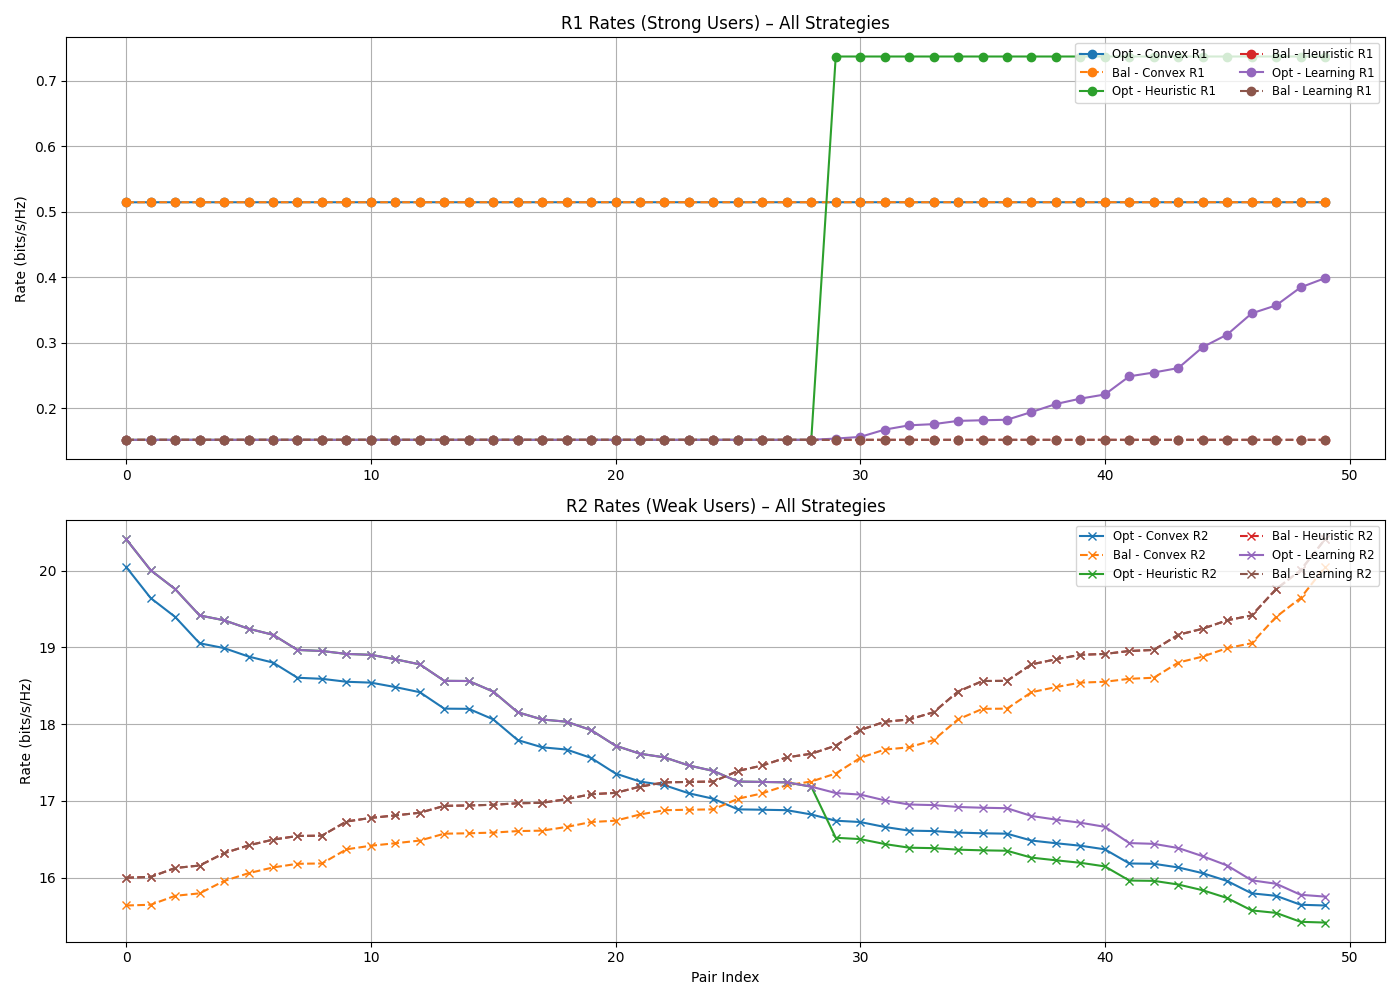 R1 Rates (Strong Users) – All Strategies
Rate (bits/s/Hz)
0.7
0.6
0.5
0.4
0.3
0.2
Opt - Convex R1
Bal - Convex R1
Opt - Heuristic R1
Bal - Heuristic R1
Opt - Learning R1
Bal - Learning R1
0 10 20 30 40 50
R2 Rates (Weak Users) – All Strategies
Rate (bits/s/Hz)
20
19
18
17
16
Opt - Convex R2
Bal - Convex R2
Opt - Heuristic R2
Bal - Heuristic R2
Opt - Learning R2
Bal - Learning R2
0 10 20 30 40 50
Pair Index